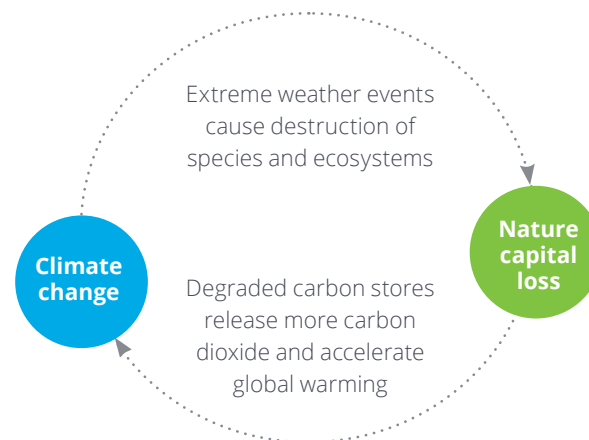 Extreme weather events
cause destruction of
species and ecosystems
Nature
capital
loss
Climate
change
Degraded carbon stores
release more carbon
dioxide and accelerate
global warming